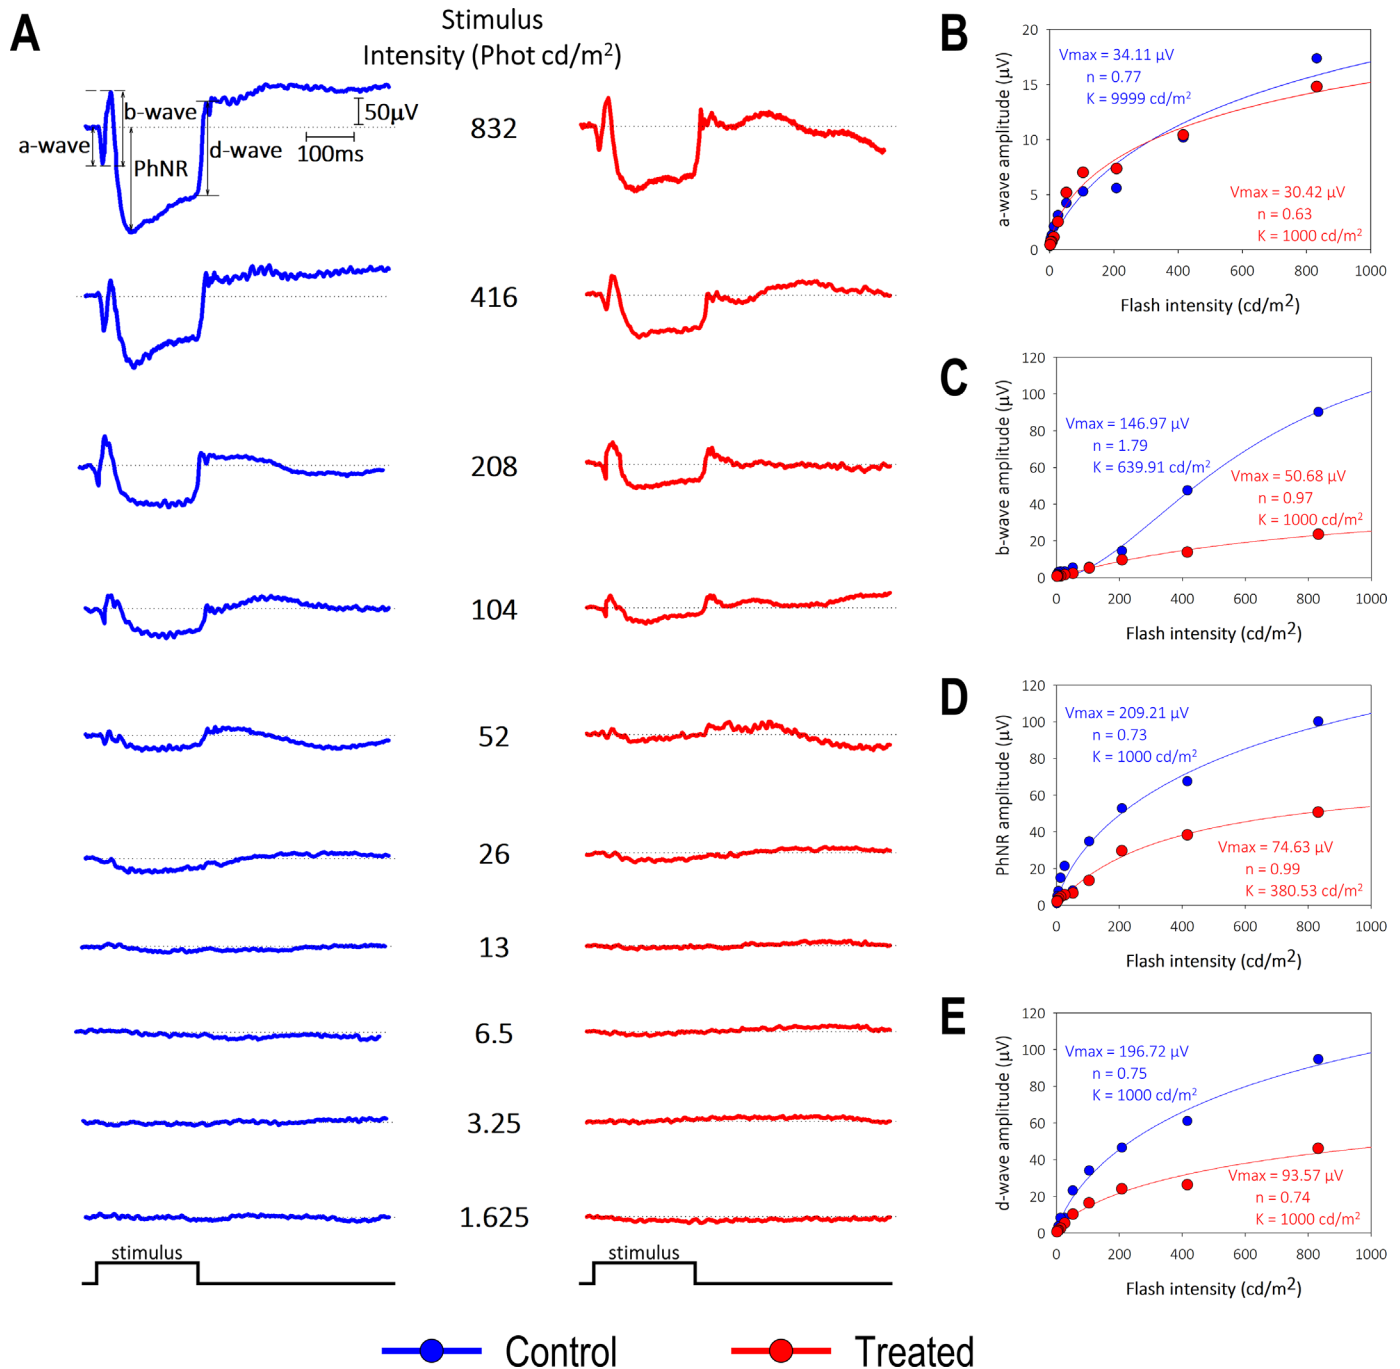 A
Stimulus
Intensity (Phot cd/m²)
b-wave
50μV
a-wave
PhNR
d-wave
100ms
832
416
208
104
52
26
13
6.5
3.25
1.625
stimulus
stimulus
Control
Treated
B
a-wave amplitude (μV)
20
15
10
5
0
Vmax = 34.11 μV
n = 0.77
K = 9999 cd/m²
Vmax = 30.42 μV
n = 0.63
K = 1000 cd/m²
0 200 400 600 800 1000
Flash intensity (cd/m²)
C
b-wave amplitude (μV)
120
100
80
60
40
20
0
Vmax = 146.97 μV
n = 1.79
K = 639.91 cd/m²
Vmax = 50.68 μV
n = 0.97
K = 1000 cd/m²
0 200 400 600 800 1000
Flash intensity (cd/m²)
D
PhNR amplitude (μV)
120
100
80
60
40
20
0
Vmax = 209.21 μV
n = 0.73
K = 1000 cd/m²
Vmax = 74.63 μV
n = 0.99
K = 380.53 cd/m²
0 200 400 600 800 1000
Flash intensity (cd/m²)
E
d-wave amplitude (μV)
120
100
80
60
40
20
0
Vmax = 196.72 μV
n = 0.75
K = 1000 cd/m²
Vmax = 93.57 μV
n = 0.74
K = 1000 cd/m²
0 200 400 600 800 1000
Flash intensity (cd/m²)